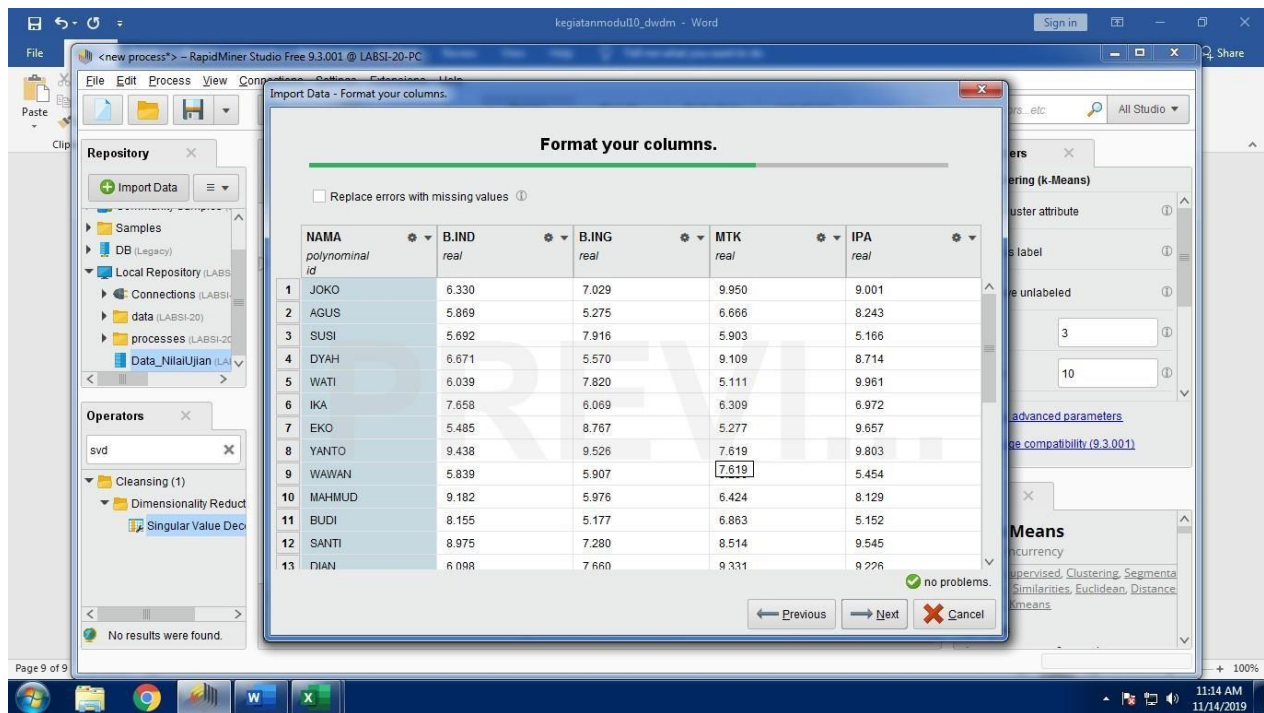 kegiatanmodul10_dwdm - Word
Sign in
File
Share
<new process*> – RapidMiner Studio Free 9.3.001 @ LABSI-20-PC
File Edit Process View
Paste
Clip
All Studio
Import Data - Format your columns.
Format your columns.
Replace errors with missing values
NAMA B.IND B.ING MTK IPA
polynominal real real real real
id
1 JOKO 6.330 7.029 9.950 9.001
2 AGUS 5.869 5.275 6.666 8.243
3 SUSI 5.692 7.916 5.903 5.166
4 DYAH 6.671 5.570 9.109 8.714
5 WATI 6.039 7.820 5.111 9.961
6 IKA 7.658 6.069 6.309 6.972
7 EKO 5.485 8.767 5.277 9.657
8 YANTO 9.438 9.526 7.619 9.803
9 WAWAN 5.839 5.907 5.454
7.619
10 MAHMUD 9.182 5.976 6.424 8.129
11 BUDI 8.155 5.177 6.863 5.152
12 SANTI 8.975 7.280 8.514 9.545
13 DIAN 6.098 7.660 9.331 9.226
PREVI...
no problems.
Previous Next Cancel
Repository
Import Data
Samples
DB (Legacy)
Local Repository (LABS
Connections (LABSI-
data (LABSI-20)
processes (LABSI-20
Data_NilaiUjian (LA
Operators
svd
Cleansing (1)
Dimensionality Reduct
Singular Value Dec
No results were found.
ers
ering (k-Means)
uster attribute
s label
ve unlabeled
3
10
advanced parameters
ge compatibility (9.3.001)
Means
ncurrency
upervised, Clustering, Segmenta
Similarities, Euclidean, Distance
Kmeans
Page 9 of 9
100%
11:14 AM
11/14/2019